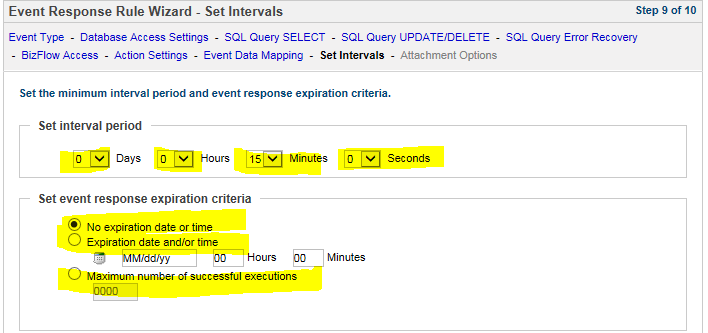 Event Response Rule Wizard - Set Intervals Step 9 of 10
Event Type - Database Access Settings - SQL Query SELECT - SQL Query UPDATE/DELETE - SQL Query Error Recovery
- BizFlow Access - Action Settings - Event Data Mapping - Set Intervals - Attachment Options
Set the minimum interval period and event response expiration criteria.
Set interval period
0 Days 0 Hours 15 Minutes 0 Seconds
Set event response expiration criteria
No expiration date or time
Expiration date and/or time
MM/dd/yy 00 Hours 00 Minutes
Maximum number of successful executions
0000